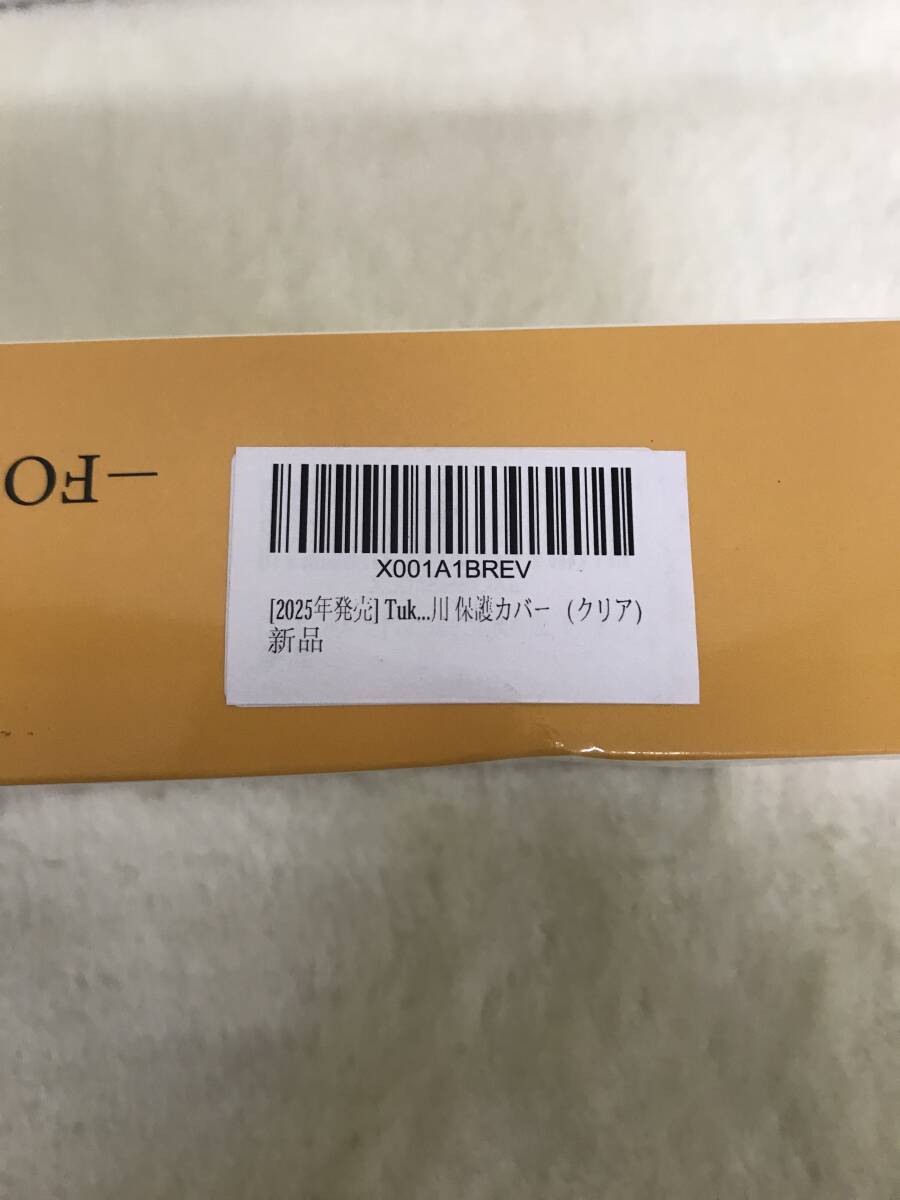 -FO
X001A1BREV
[2025年発売] Tuk...川 保護カバー (クリア)
新品